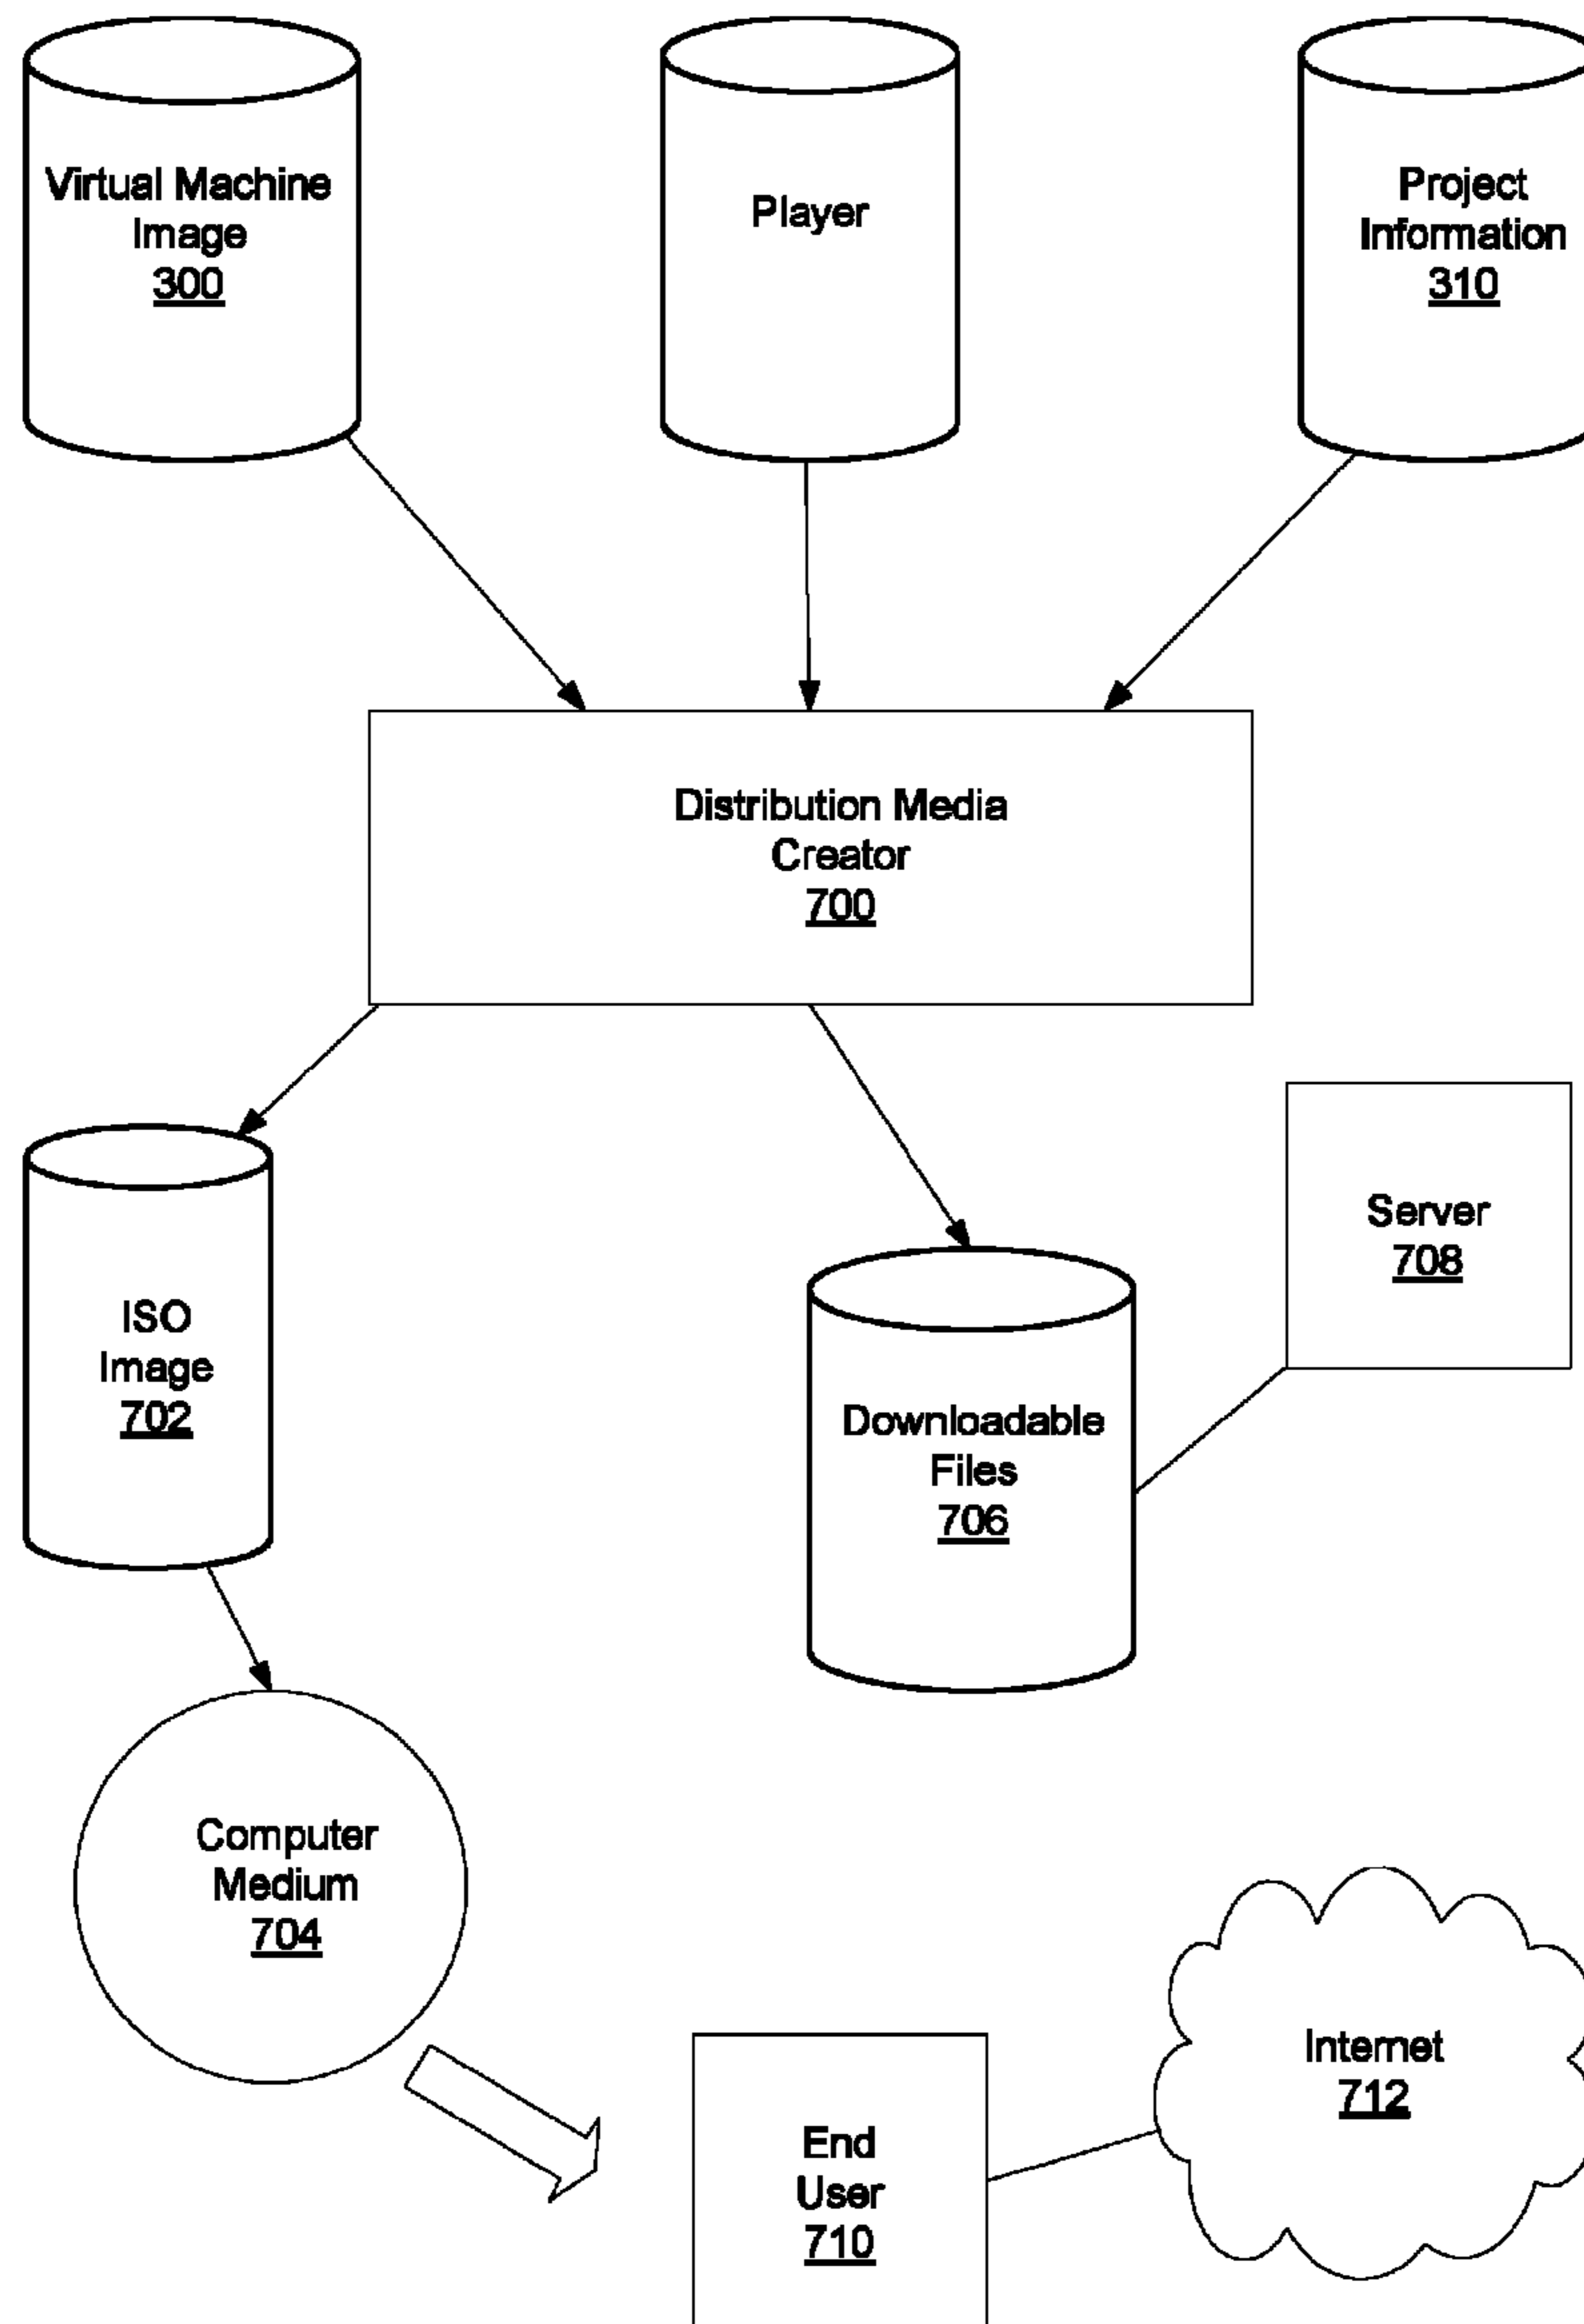 Virtual Machine
Image
300
Player
Project
Information
310
Distribution Media
Creator
700
Server
708
ISO
Image
702
Downloadable
Files
706
Computer
Medium
704
Internet
712
End
User
710